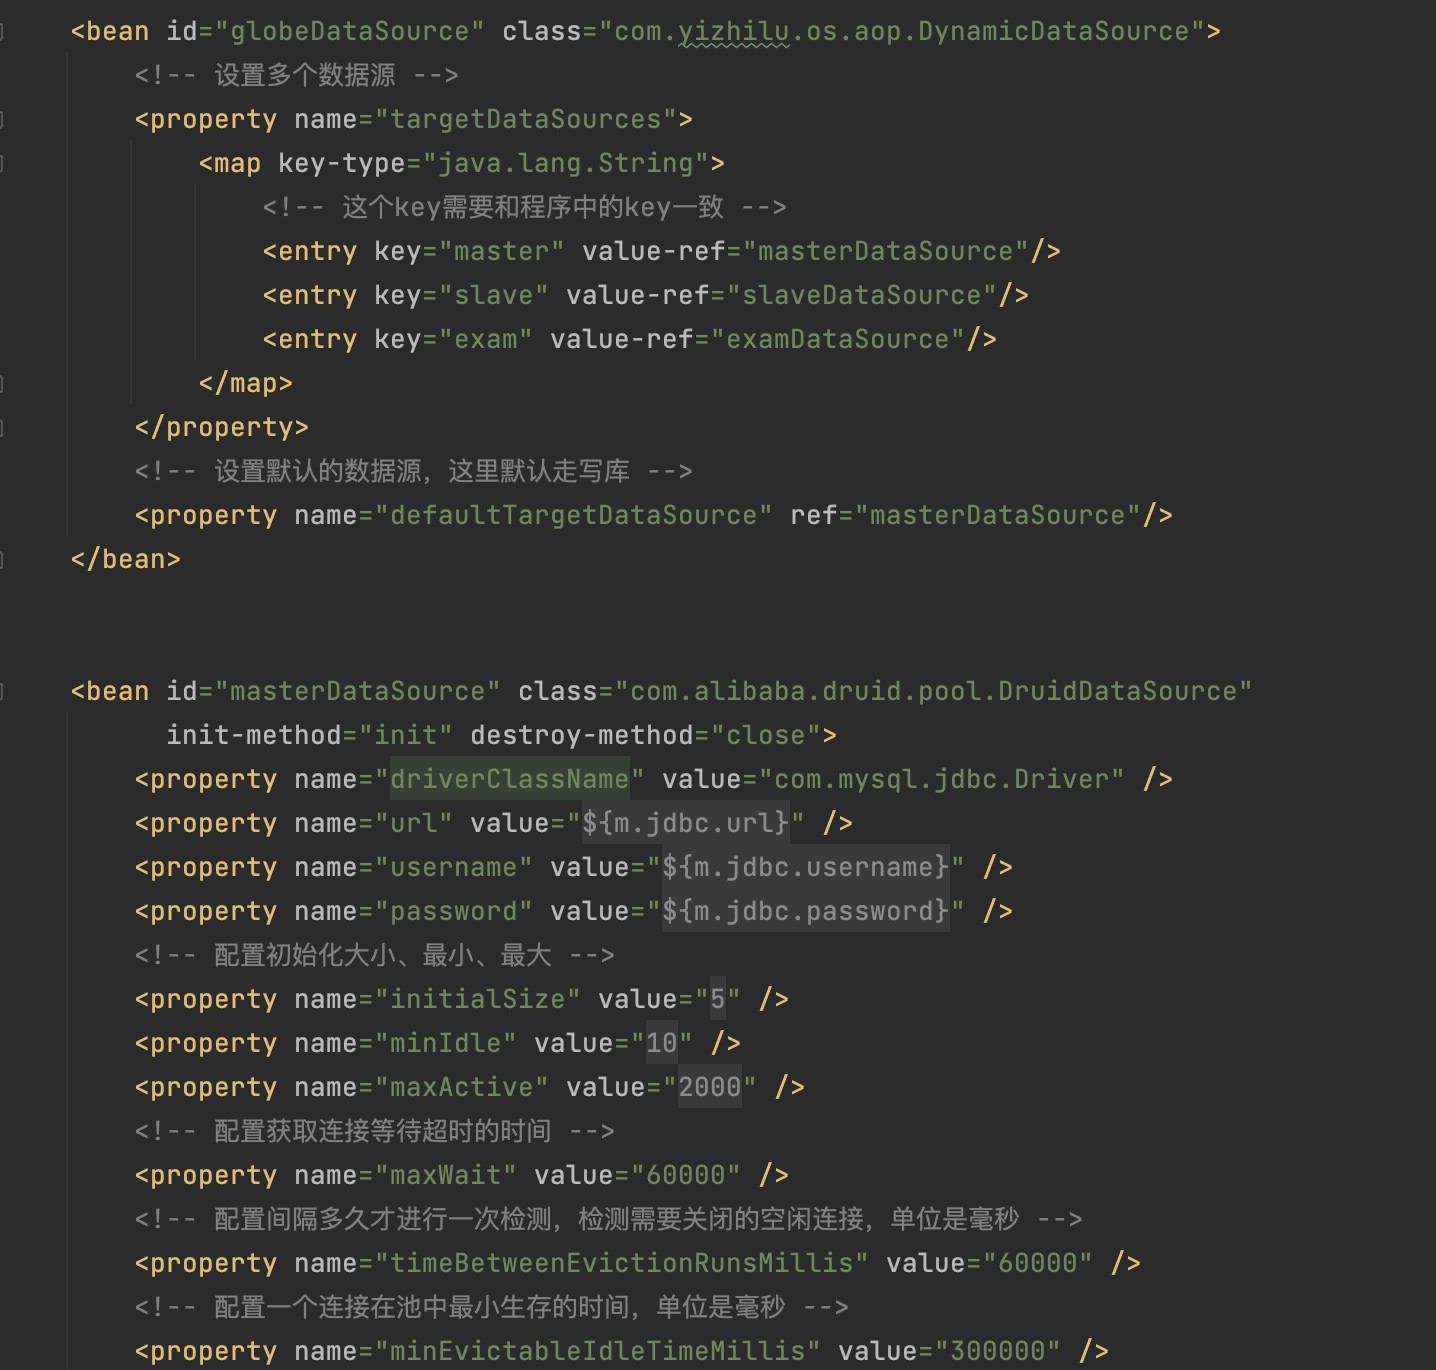 <bean id="globeDataSource" class="com.yizhilu.os.aop.DynamicDataSource">
<!-- 设置多个数据源 -->
<property name="targetDataSources">
<map key-type="java.lang.String">
<!-- 这个key需要和程序中的key一致 -->
<entry key="master" value-ref="masterDataSource"/>
<entry key="slave" value-ref="slaveDataSource"/>
<entry key="exam" value-ref="examDataSource"/>
</map>
</property>
<!-- 设置默认的数据源，这里默认走写库 -->
<property name="defaultTargetDataSource" ref="masterDataSource"/>
</bean>
<bean id="masterDataSource" class="com.alibaba.druid.pool.DruidDataSource"
init-method="init" destroy-method="close">
<property name="driverClassName" value="com.mysql.jdbc.Driver" />
<property name="url" value="${m.jdbc.url}" />
<property name="username" value="${m.jdbc.username}" />
<property name="password" value="${m.jdbc.password}" />
<!-- 配置初始化大小、最小、最大 -->
<property name="initialSize" value="5" />
<property name="minIdle" value="10" />
<property name="maxActive" value="2000" />
<!-- 配置获取连接等待超时的时间 -->
<property name="maxWait" value="60000" />
<!-- 配置间隔多久才进行一次检测，检测需要关闭的空闲连接，单位是毫秒 -->
<property name="timeBetweenEvictionRunsMillis" value="60000" />
<!-- 配置一个连接在池中最小生存的时间，单位是毫秒 -->
<property name="minEvictableIdleTimeMillis" value="300000" />